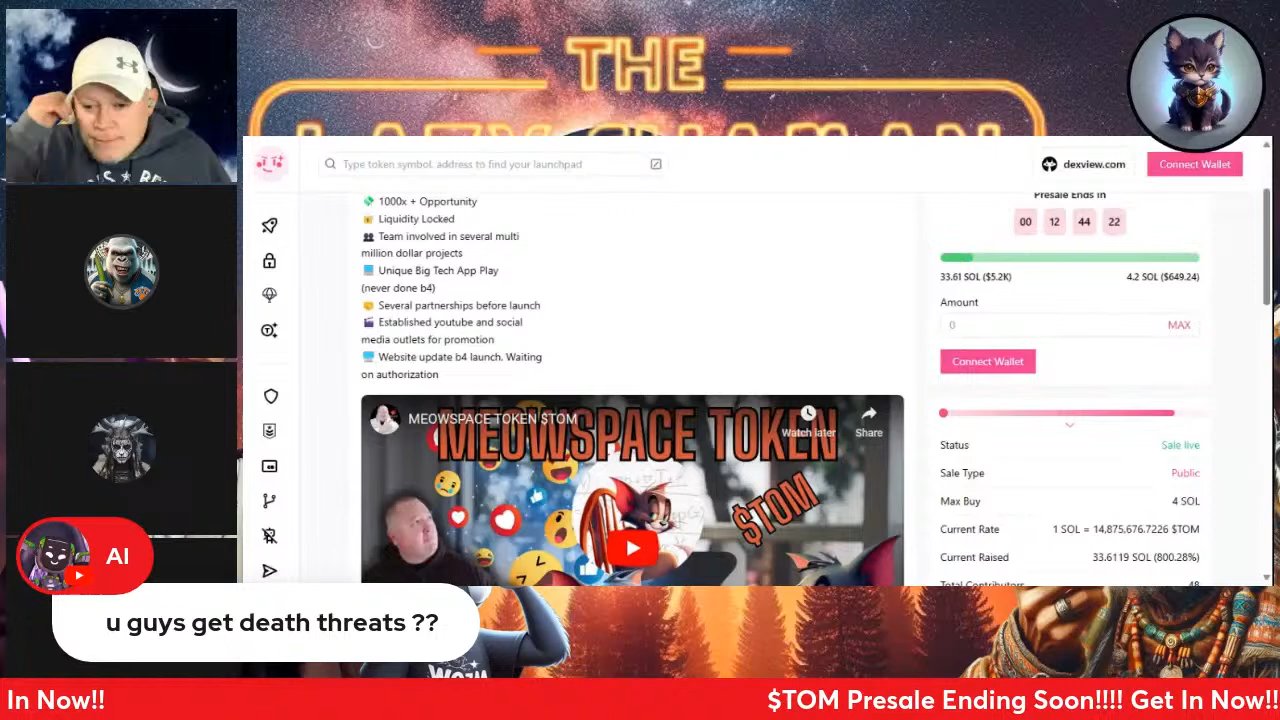 THE
LAZY SHAMAN
Type token symbol, address to find your launchpad
dexview.com
Connect Wallet
1000x + Opportunity
Liquidity Locked
Team involved in several multi
million dollar projects
Unique Big Tech App Play
(never done b4)
Several partnerships before launch
Established youtube and social
media outlets for promotion
Website update b4 launch. Waiting
on authorization
Presale Ends In
00 12 44 22
33.61 SOL ($5.2K) 4.2 SOL ($649.24)
Amount
0 MAX
Connect Wallet
MEOWSPACE TOKEN $TOM
Watch later
Share
MEOWSPACE TOKEN
$TOM
Status Sale live
Sale Type Public
Max Buy 4 SOL
Current Rate 1 SOL = 14,875,676.7226 $TOM
Current Raised 33.6119 SOL (800.28%)
Total Contributors 48
AI
u guys get death threats ??
In Now!! $TOM Presale Ending Soon!!!! Get In Now!!